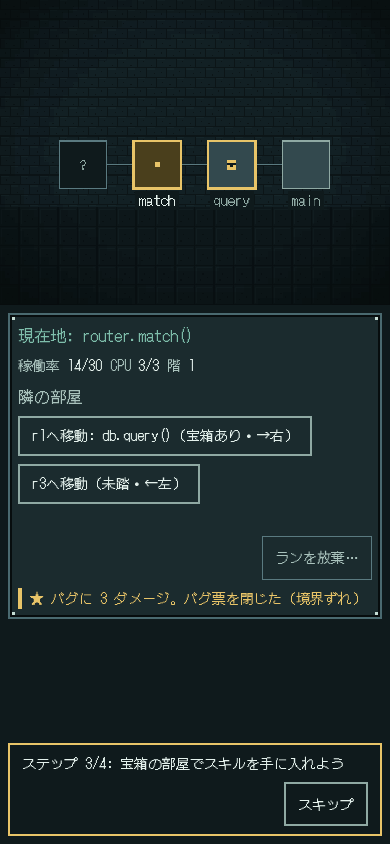 ?
match query main
現在地: router.match()
稼働率 14/30 CPU 3/3 階 1
隣の部屋
r1へ移動: db.query() (宝箱あり・→右)
r3へ移動 (未踏・←左)
ランを放棄…
★ バグに 3 ダメージ。バグ票を閉じた (境界ずれ)
ステップ 3/4: 宝箱の部屋でスキルを手に入れよう
スキップ